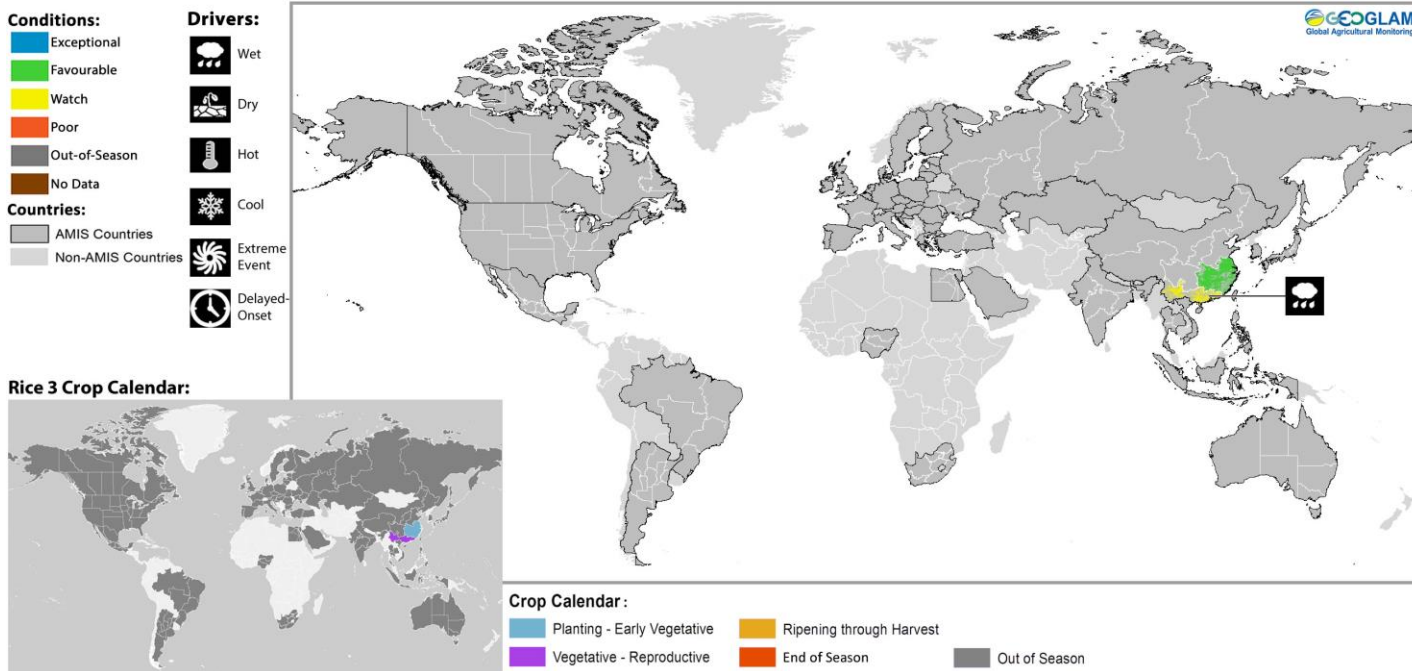 Conditions:
Exceptional
Favourable
Watch
Poor
Out-of-Season
No Data
Countries:
AMIS Countries
Non-AMIS Countries
Drivers:
Wet
Dry
Hot
Cool
Extreme
Event
Delayed-
Onset
GEOGLAM
Global Agricultural Monitoring
Rice 3 Crop Calendar:
Crop Calendar :
Planting - Early Vegetative
Vegetative - Reproductive
Ripening through Harvest
End of Season
Out of Season